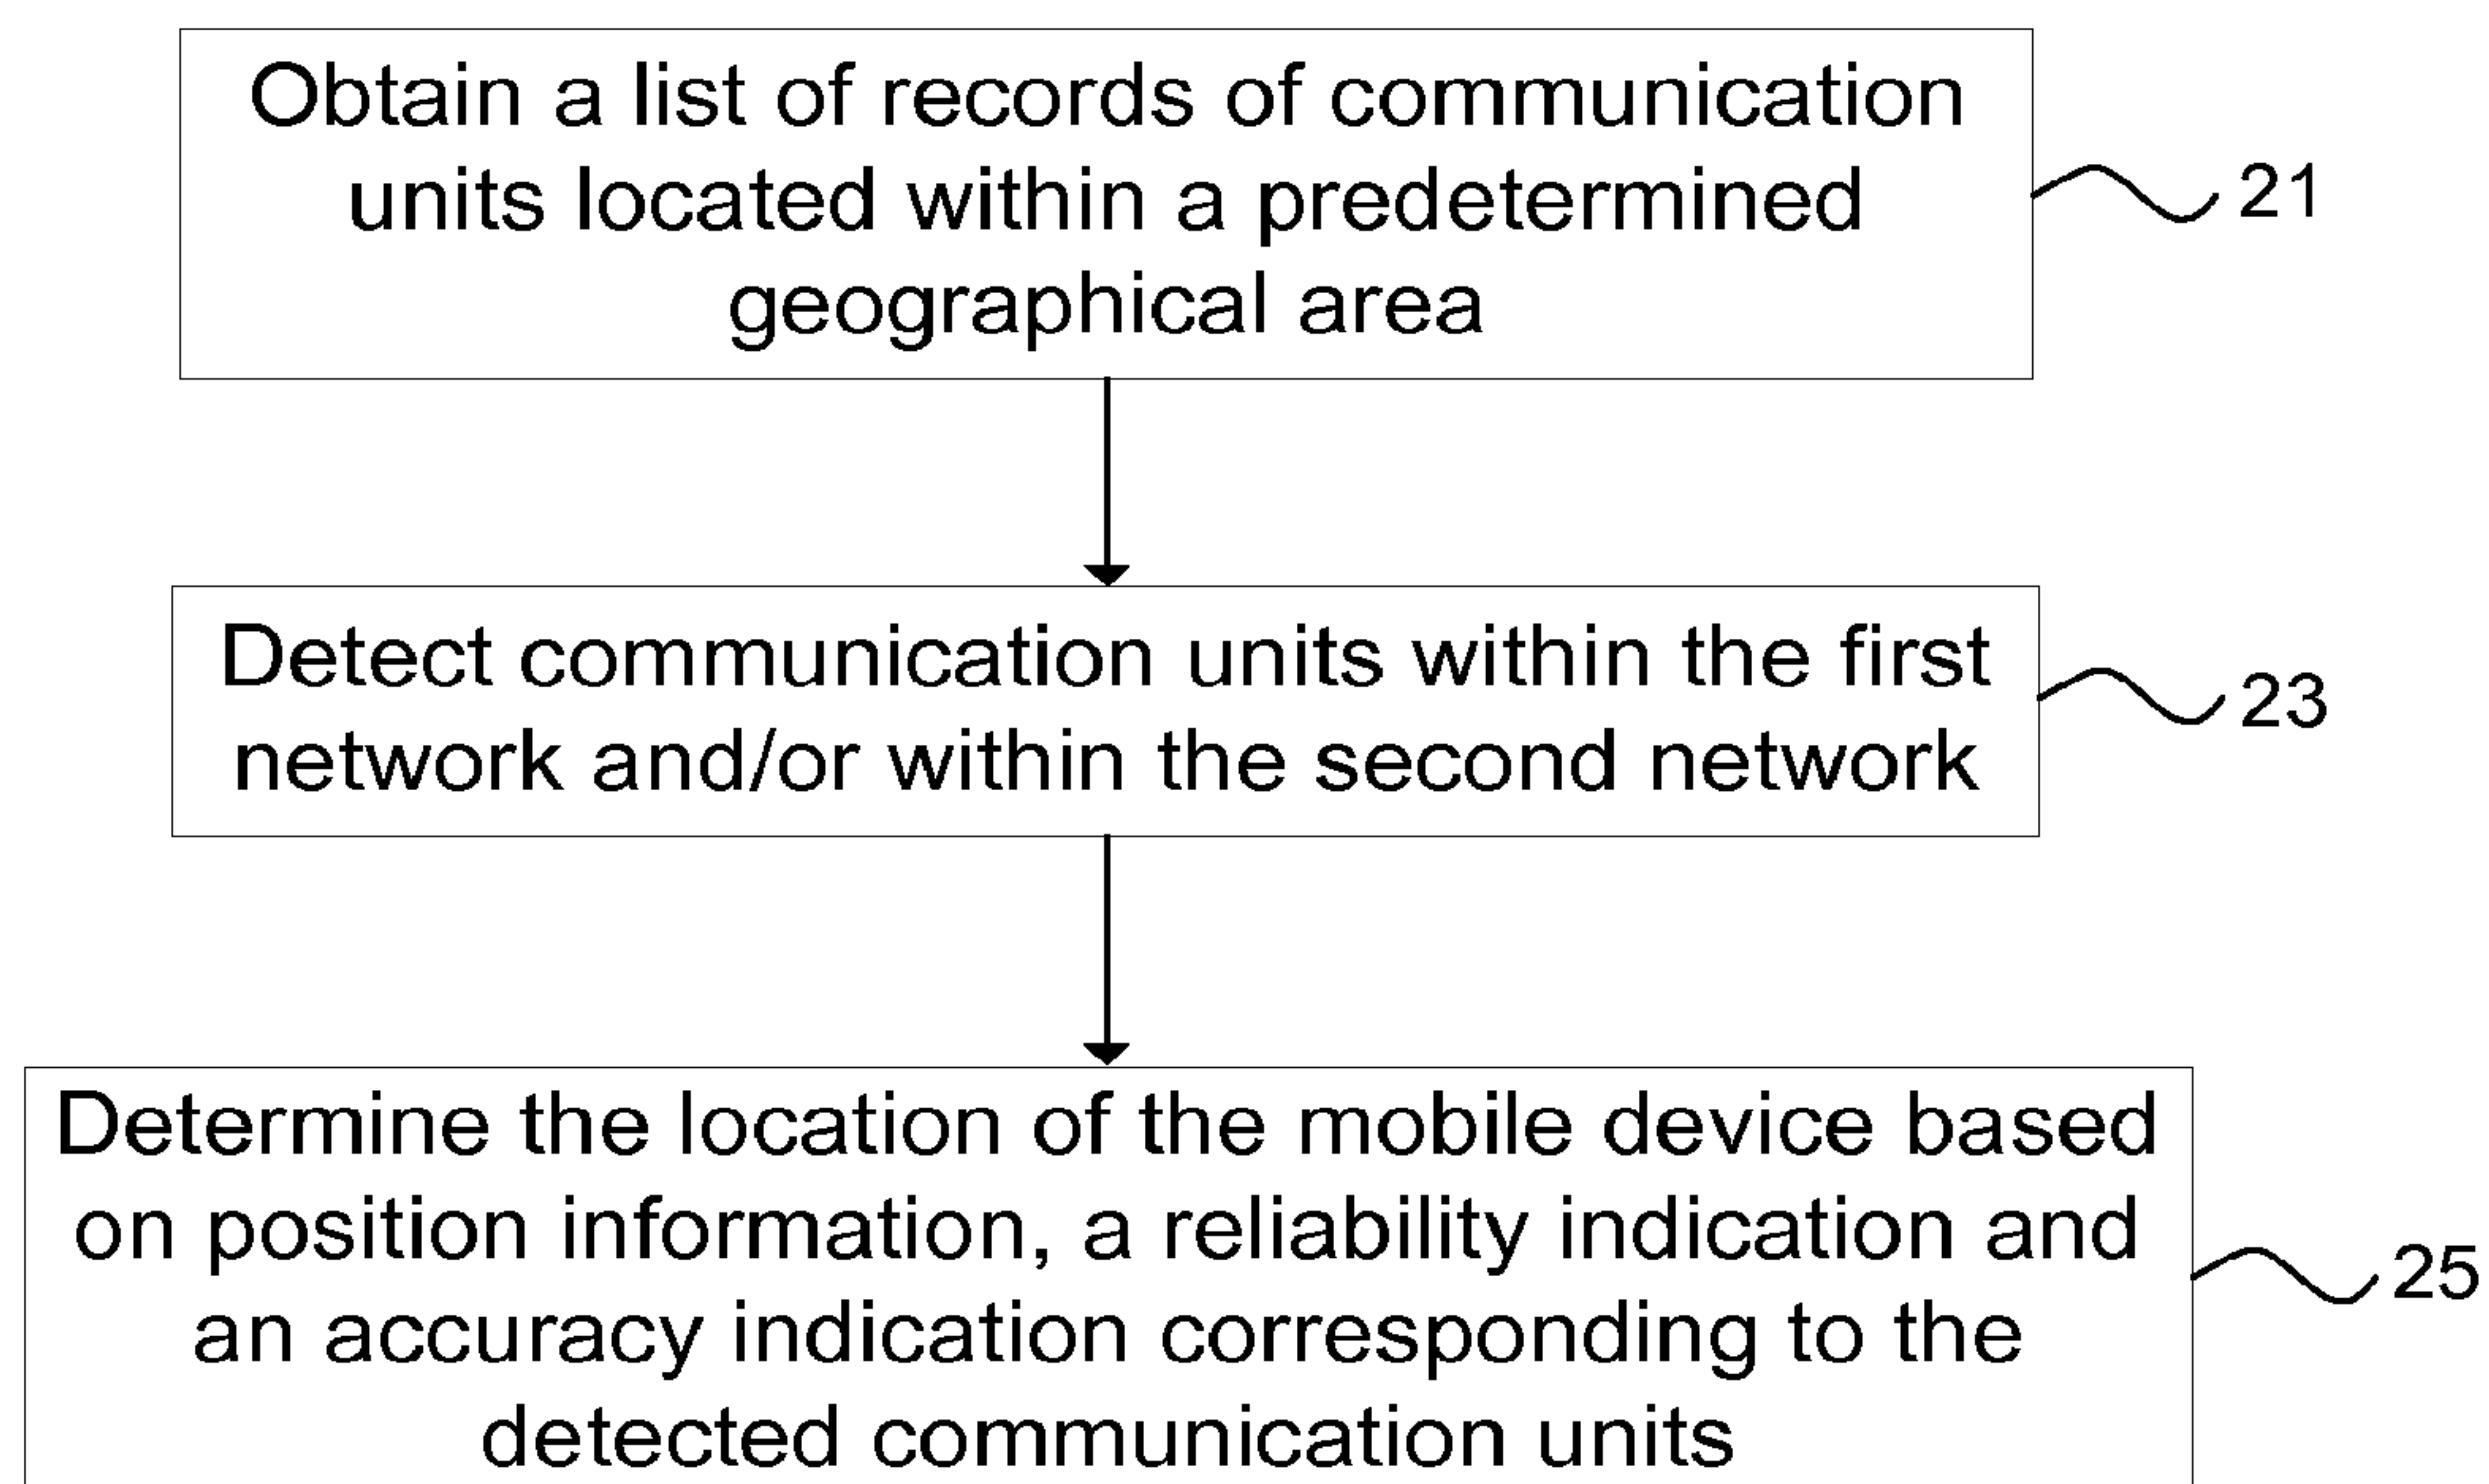 Obtain a list of records of communication
units located within a predetermined
geographical area
21
Detect communication units within the first
network and/or within the second network
23
Determine the location of the mobile device based
on position information, a reliability indication and
an accuracy indication corresponding to the
detected communication units
25